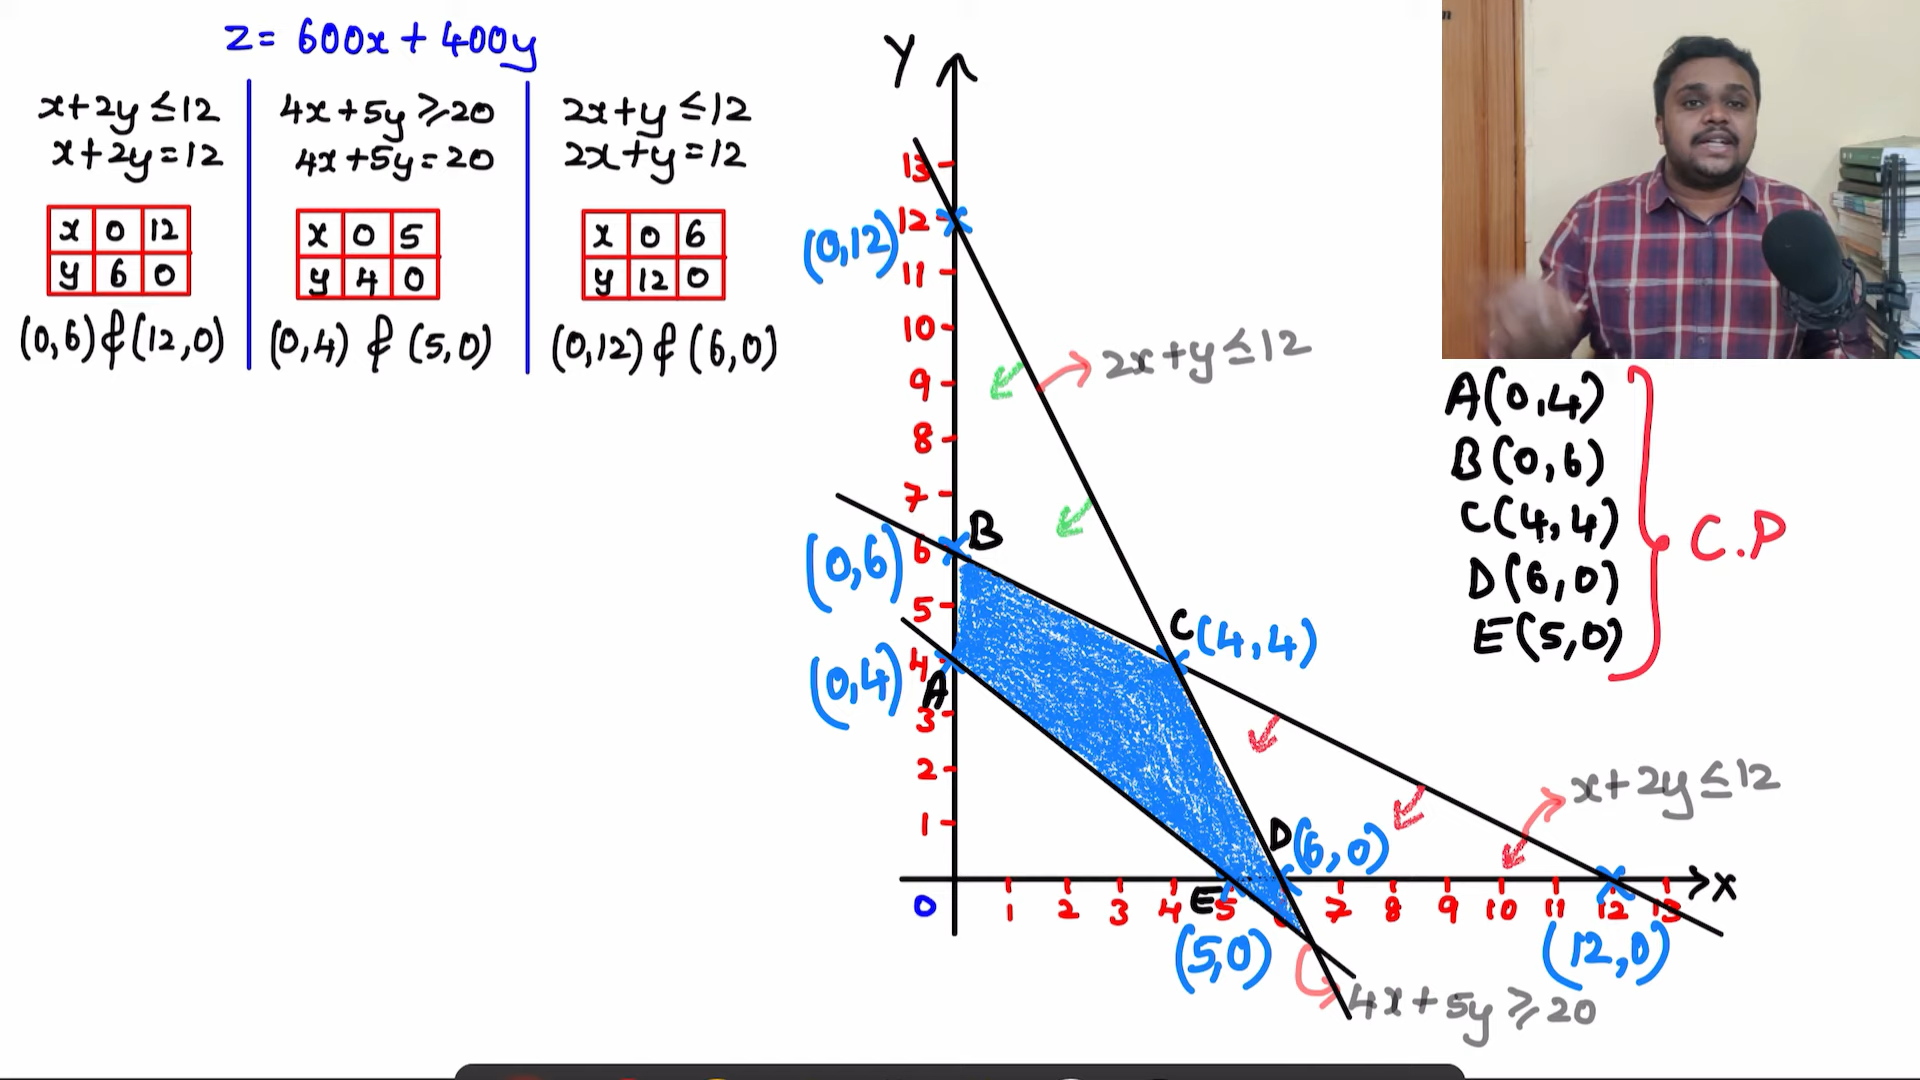 z = 600x + 400y
x+2y ≤ 12
x+2y = 12
x 0 12
y 6 0
(0,6) & (12,0)
4x+5y ≥ 20
4x+5y = 20
x 0 5
y 4 0
(0,4) & (5,0)
2x+y ≤ 12
2x+y = 12
x 0 6
y 12 0
(0,12) & (6,0)
Y
13
12
11
10
9
8
7
6
5
4
3
2
1
0
1 2 3 4 5 6 7 8 9 10 11 12 13
X
(0,12)
(0,6)
(0,4)
A
B
C (4,4)
D (6,0)
E
(5,0)
(12,0)
2x+y ≤ 12
x+2y ≤ 12
4x+5y ≥ 20
A(0,4)
B(0,6)
C(4,4)
D(6,0)
E(5,0)
C.P